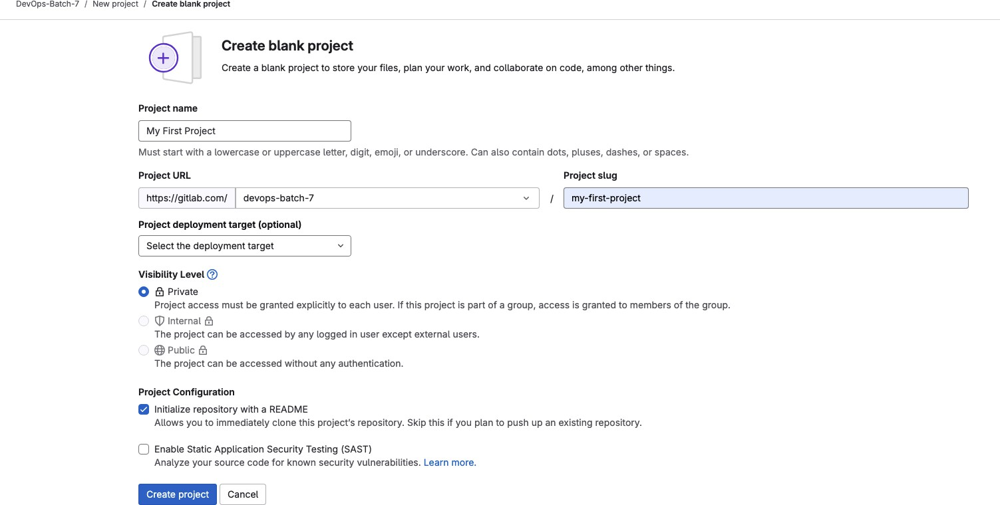 DevOps-Batch-7 / New project / Create blank project
Create blank project
Create a blank project to store your files, plan your work, and collaborate on code, among other things.
Project name
My First Project
Must start with a lowercase or uppercase letter, digit, emoji, or underscore. Can also contain dots, pluses, dashes, or spaces.
Project URL
Project slug
https://gitlab.com/ devops-batch-7 / my-first-project
Project deployment target (optional)
Select the deployment target
Visibility Level
Private
Project access must be granted explicitly to each user. If this project is part of a group, access is granted to members of the group.
Internal
The project can be accessed by any logged in user except external users.
Public
The project can be accessed without any authentication.
Project Configuration
Initialize repository with a README
Allows you to immediately clone this project’s repository. Skip this if you plan to push up an existing repository.
Enable Static Application Security Testing (SAST)
Analyze your source code for known security vulnerabilities. Learn more.
Create project
Cancel